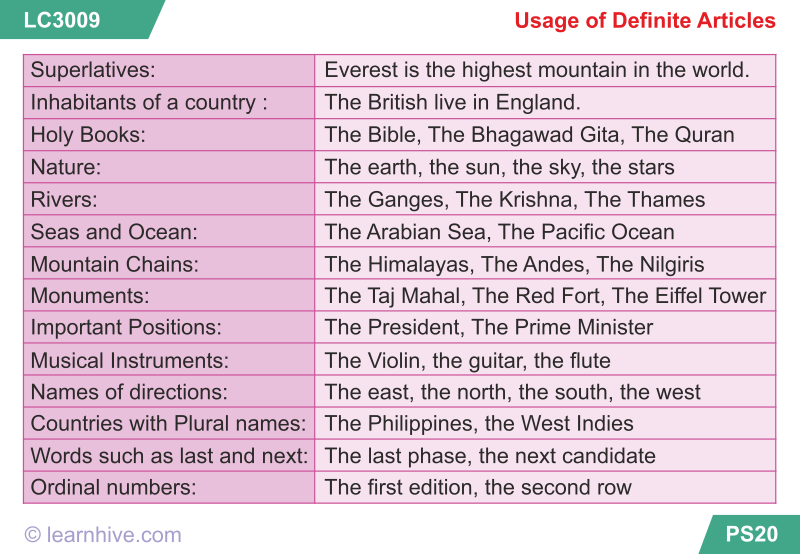 LC3009
Usage of Definite Articles
Superlatives: Everest is the highest mountain in the world.
Inhabitants of a country : The British live in England.
Holy Books: The Bible, The Bhagawad Gita, The Quran
Nature: The earth, the sun, the sky, the stars
Rivers: The Ganges, The Krishna, The Thames
Seas and Ocean: The Arabian Sea, The Pacific Ocean
Mountain Chains: The Himalayas, The Andes, The Nilgiris
Monuments: The Taj Mahal, The Red Fort, The Eiffel Tower
Important Positions: The President, The Prime Minister
Musical Instruments: The Violin, the guitar, the flute
Names of directions: The east, the north, the south, the west
Countries with Plural names: The Philippines, the West Indies
Words such as last and next: The last phase, the next candidate
Ordinal numbers: The first edition, the second row
© learnhive.com
PS20